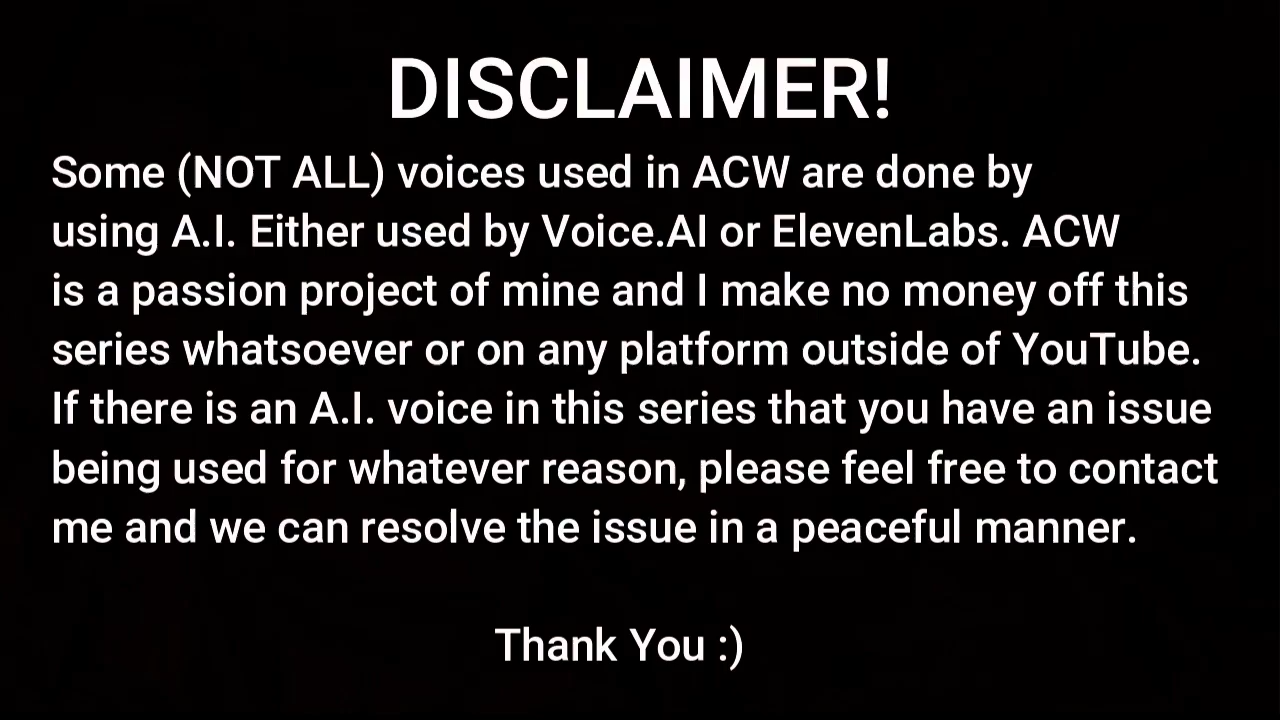 DISCLAIMER!
Some (NOT ALL) voices used in ACW are done by
using A.I. Either used by Voice.AI or ElevenLabs. ACW
is a passion project of mine and I make no money off this
series whatsoever or on any platform outside of YouTube.
If there is an A.I. voice in this series that you have an issue
being used for whatever reason, please feel free to contact
me and we can resolve the issue in a peaceful manner.
Thank You :)